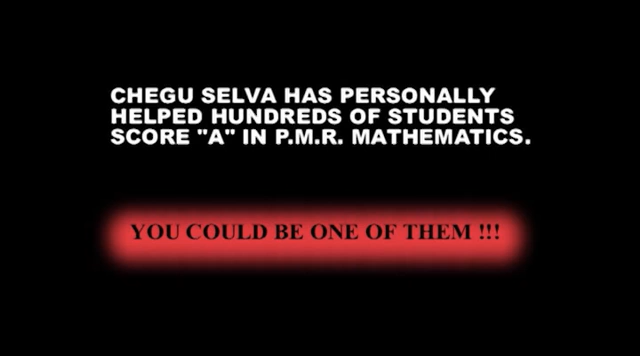 CHEGU SELVA HAS PERSONALLY
HELPED HUNDREDS OF STUDENTS
SCORE "A" IN P.M.R. MATHEMATICS.
YOU COULD BE ONE OF THEM !!!